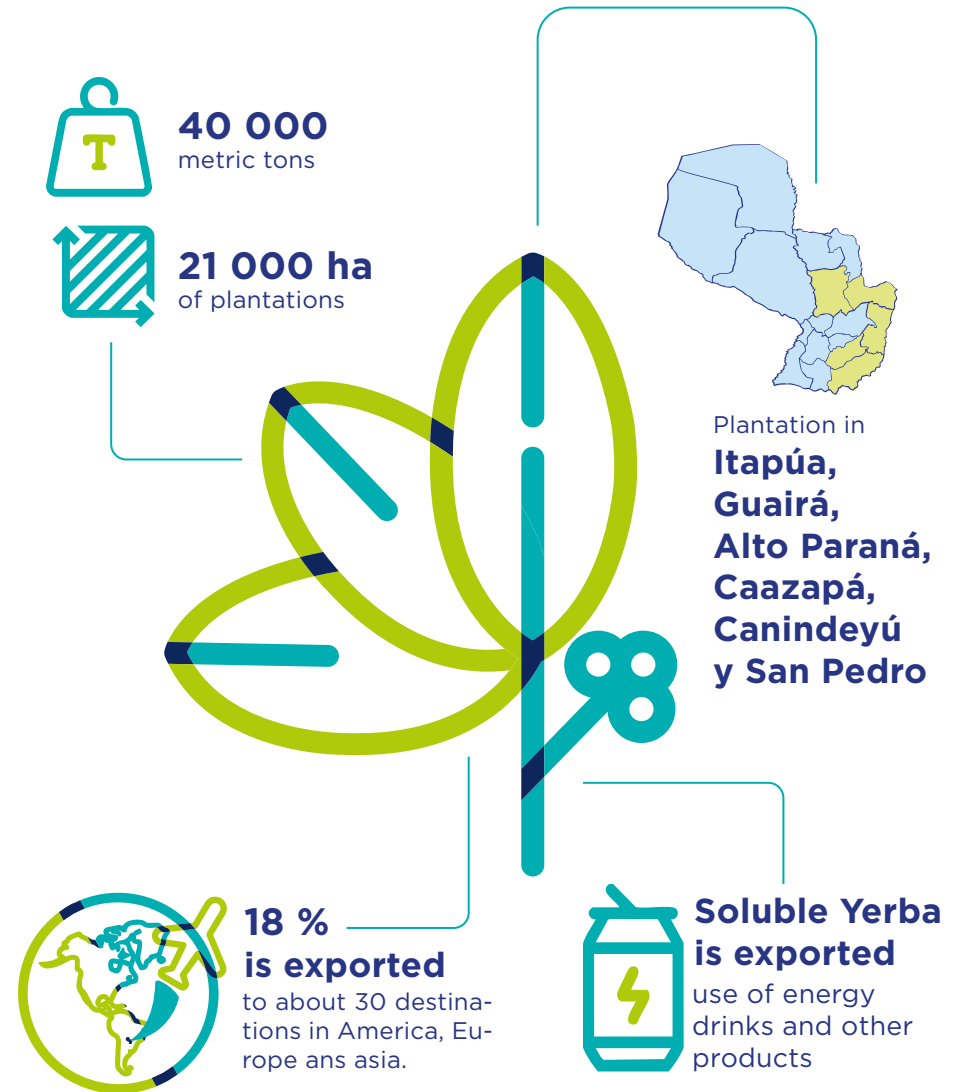 T
40 000
metric tons
21 000 ha
of plantations
Plantation in
Itapúa,
Guairá,
Alto Paraná,
Caazapá,
Canindeyú
y San Pedro
18 %
is exported
to about 30 destina-
tions in America, Eu-
rope ans asia.
Soluble Yerba
is exported
use of energy
drinks and other
products